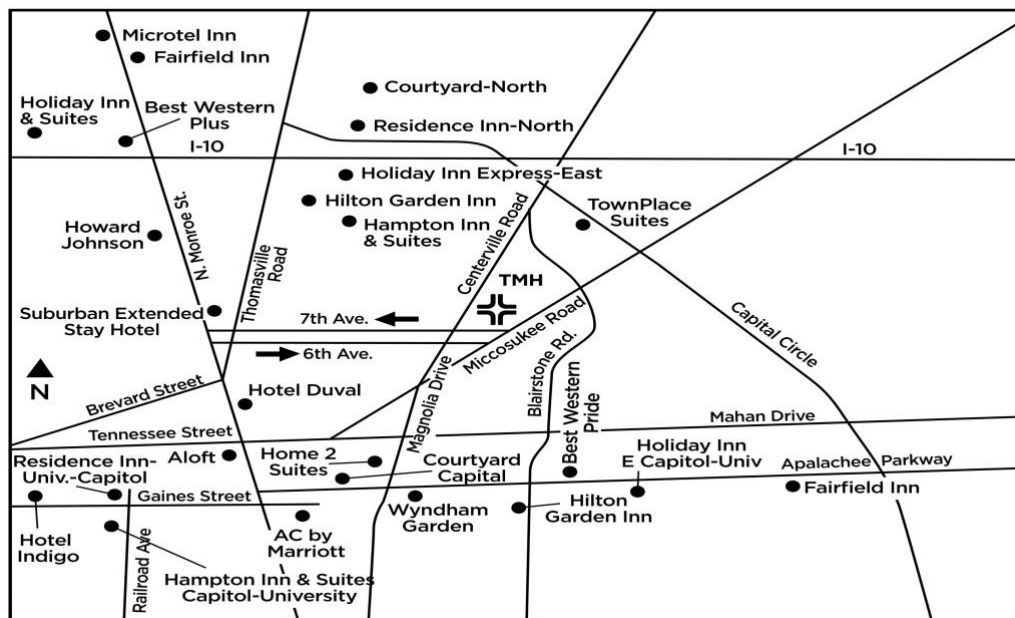 Microtel Inn
Fairfield Inn
Courtyard-North
Holiday Inn
& Suites
Best Western
Plus
Residence Inn-North
I-10
I-10
Holiday Inn Express-East
Hilton Garden Inn
TownPlace
Suites
Hampton Inn
& Suites
N. Monroe St.
Howard
Johnson
Thomasville
Road
Centerville Road
TMH
Suburban Extended
Stay Hotel
7th Ave.
6th Ave.
Miccosukee Road
Capital Circle
N
Brevard Street
Hotel Duval
Magnolia Drive
Blairstone Rd.
Best Western
Pride
Mahan Drive
Tennessee Street
Residence Inn-
Univ.-Capitol
Aloft
Home 2
Suites
Courtyard
Capital
Holiday Inn
E Capitol-Univ
Apalachee Parkway
Gaines Street
Fairfield Inn
Wyndham
Garden
Hilton
Garden Inn
Hotel
Indigo
Railroad Ave
AC by
Marriott
Hampton Inn & Suites
Capitol-University